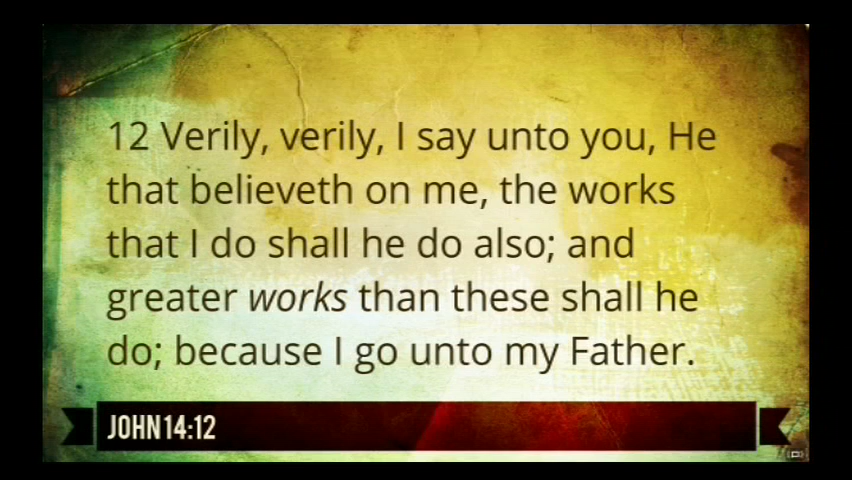 12 Verily, verily, I say unto you, He
that believeth on me, the works
that I do shall he do also; and
greater works than these shall he
do; because I go unto my Father.
JOHN 14:12